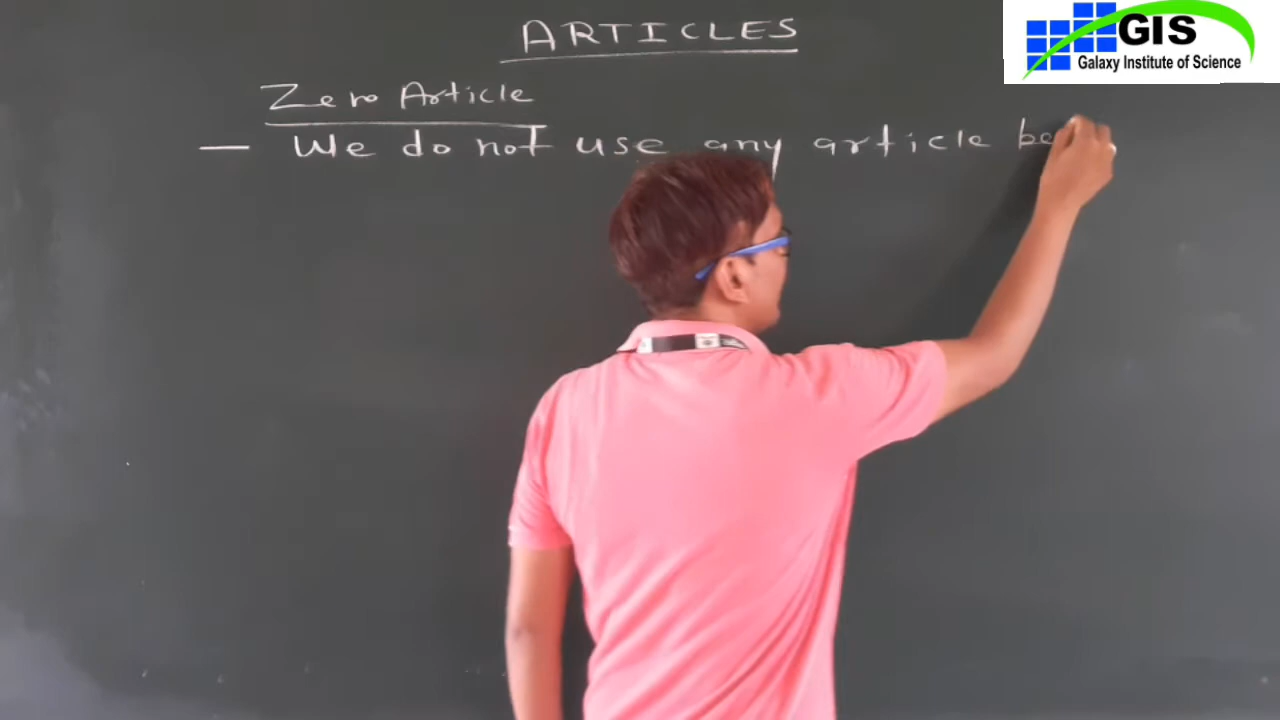 ARTICLES
GIS
Galaxy Institute of Science
Zero Article
— We do not use any article be